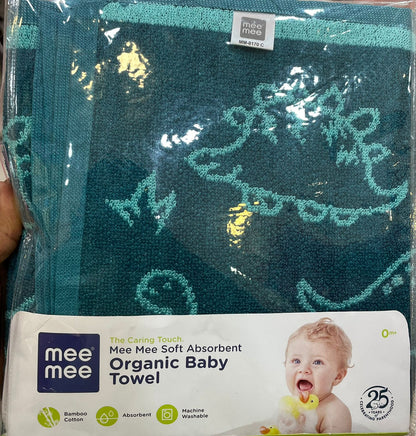 mee
mee
MM-8170 C
The Caring Touch
Mee Mee Soft Absorbent
Organic Baby
Towel
mee
mee
0m+
Bamboo
Cotton
Absorbent
Machine
Washable
25
YEARS